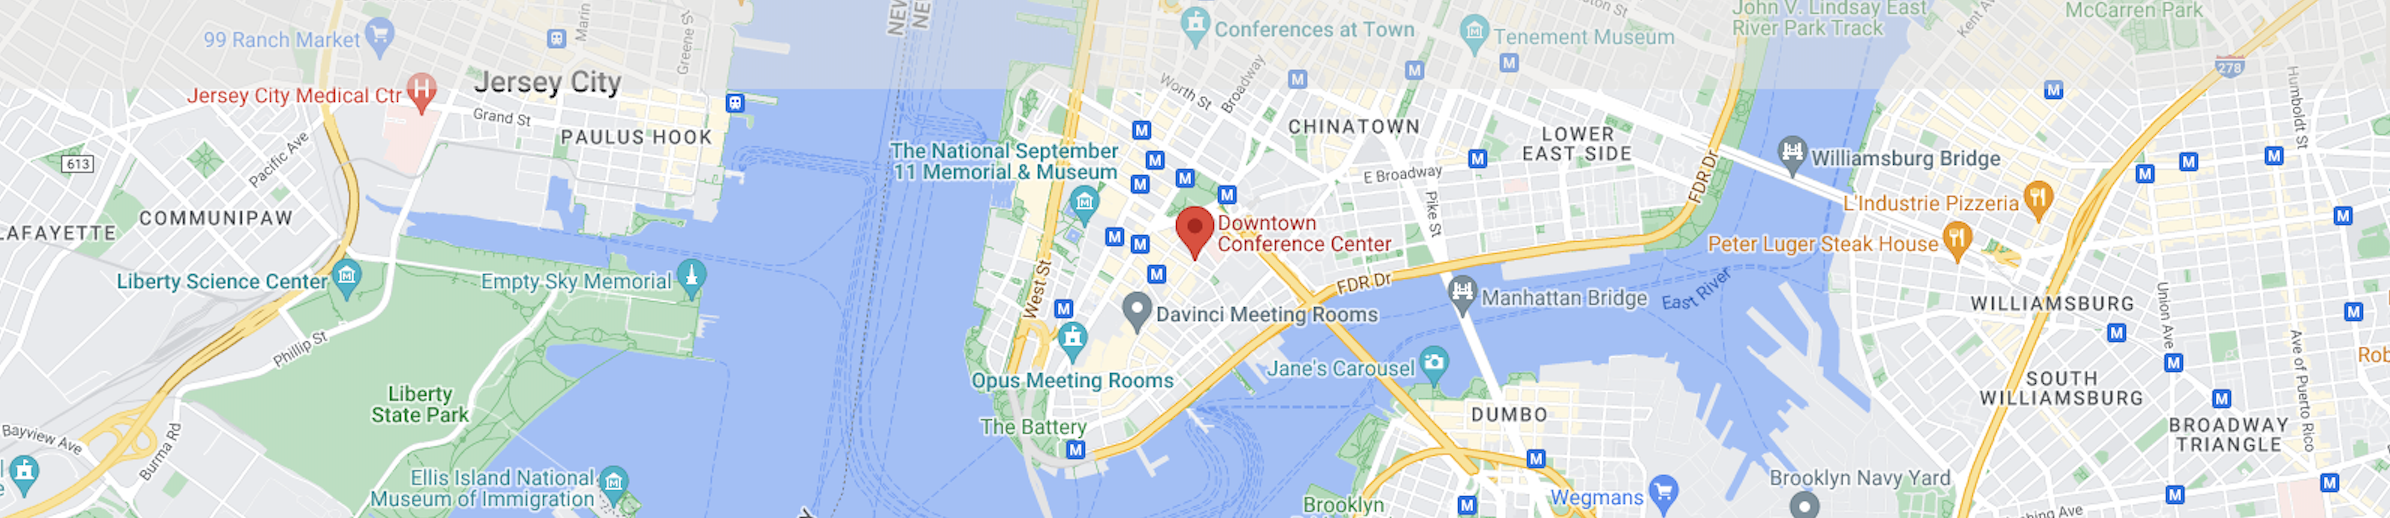 NEW
NE
Marin
Greene St
99 Ranch Market
Jersey City
Jersey City Medical Ctr
H
Grand St
PAULUS HOOK
613
Pacific Ave
COMMUNIPAW
LAFAYETTE
Liberty Science Center
Empty Sky Memorial
Phillip St
Liberty
State Park
Bayview Ave
Burma Rd
Ellis Island National
Museum of Immigration
Conferences at Town
Tenement Museum
John V. Lindsay East
River Park Track
Worth St
Broadway
M
M
M
CHINATOWN
LOWER
EAST SIDE
The National September
11 Memorial & Museum
M
M
M
M
M
M
E Broadway
Pike St
FDR Dr
Williamsburg Bridge
Downtown
Conference Center
M
M
M
M
West St
FDR Dr
Davinci Meeting Rooms
Manhattan Bridge
East River
Opus Meeting Rooms
Jane's Carousel
The Battery
M
DUMBO
M
M
Brooklyn
Wegmans
Brooklyn Navy Yard
McCarren Park
Kent Av
278
Humboldt St
M
M
M
M
L'Industrie Pizzeria
Peter Luger Steak House
M
WILLIAMSBURG
Union Ave
M
M
M
Ave of Puerto Rico
Rob
SOUTH
WILLIAMSBURG
M
BROADWAY
TRIANGLE
M
M